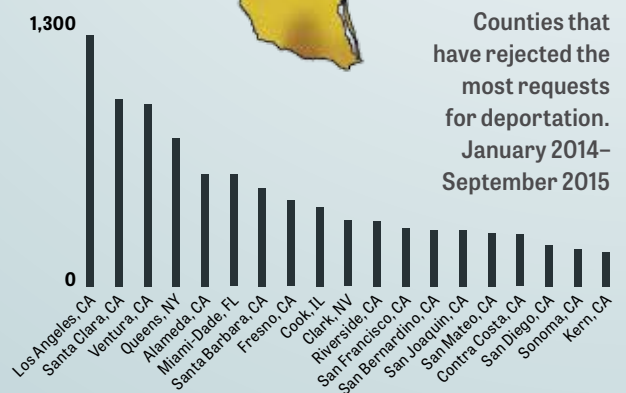 Counties that
have rejected the
most requests
for deportation.
January 2014–
September 2015
1,300
0
Los Angeles, CA
Santa Clara, CA
Ventura, CA
Queens, NY
Alameda, CA
Miami-Dade, FL
Santa Barbara, CA
Fresno, CA
Cook, IL
Clark, NV
Riverside, CA
San Francisco, CA
San Bernardino, CA
San Joaquin, CA
San Mateo, CA
Contra Costa, CA
San Diego, CA
Sonoma, CA
Kern, CA